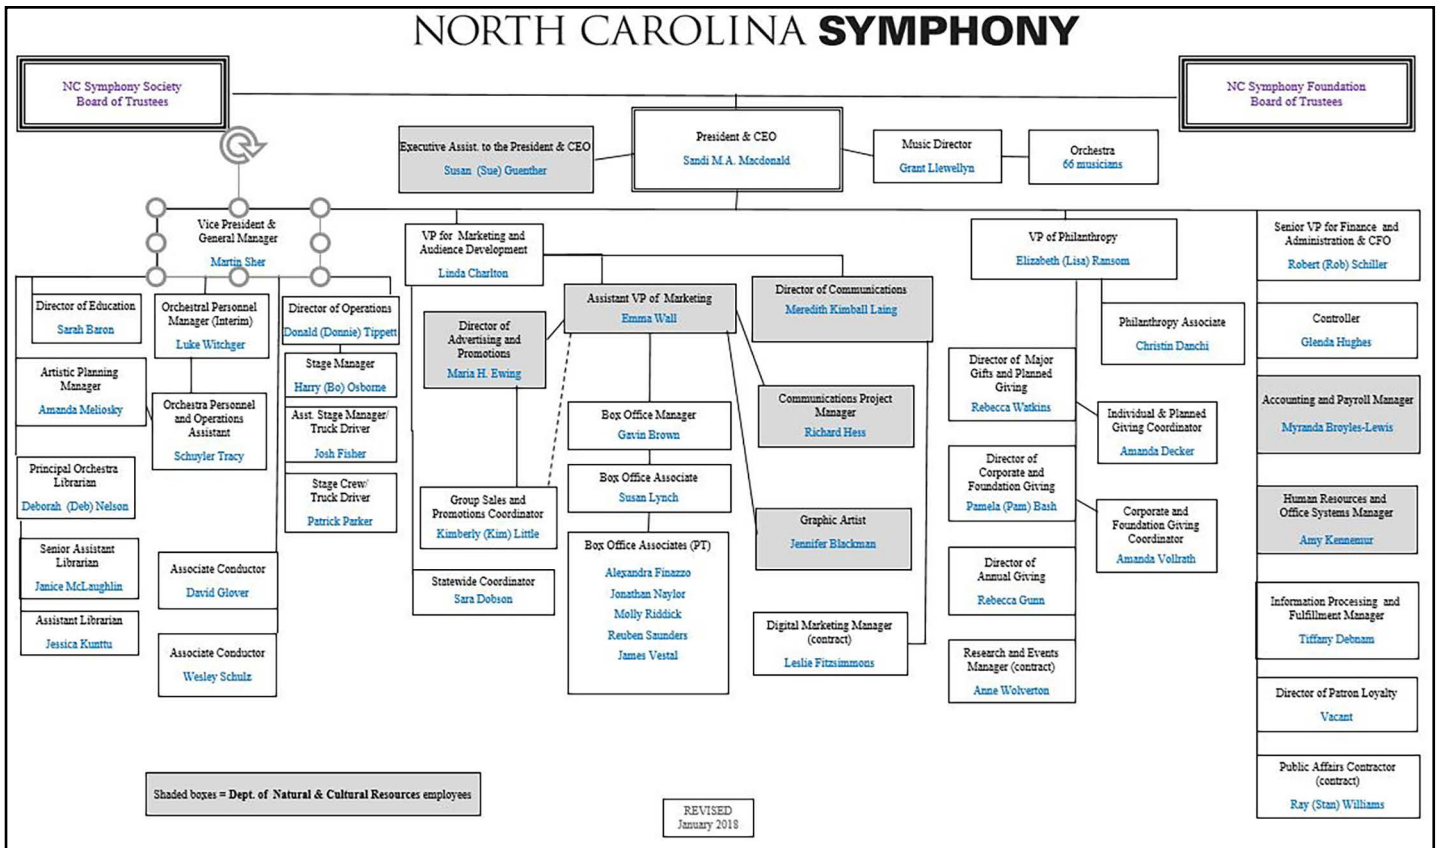 NORTH CAROLINA SYMPHONY
NC Symphony Society
Board of Trustees
NC Symphony Foundation
Board of Trustees
President & CEO
Sandi M.A. Macdonald
Executive Assist. to the President & CEO
Susan (Sue) Guenther
Music Director
Grant Llewellyn
Orchestra
66 musicians
Vice President &
General Manager
Martin Sher
VP for Marketing and
Audience Development
Linda Charlton
VP of Philanthropy
Elizabeth (Lisa) Ransom
Senior VP for Finance and
Administration & CFO
Robert (Rob) Schiller
Director of Education
Sarah Baron
Artistic Planning
Manager
Amanda Meliosky
Principal Orchestra
Librarian
Deborah (Deb) Nelson
Senior Assistant
Librarian
Janice McLaughlin
Assistant Librarian
Jessica Kunttu
Orchestral Personnel
Manager (Interim)
Luke Witchger
Orchestra Personnel
and Operations
Assistant
Schuyler Tracy
Associate Conductor
David Glover
Associate Conductor
Wesley Schulz
Director of Operations
Donald (Donnie) Tippett
Stage Manager
Harry (Bo) Osborne
Asst. Stage Manager/
Truck Driver
Josh Fisher
Stage Crew/
Truck Driver
Patrick Parker
Director of
Advertising and
Promotions
Maria H. Ewing
Group Sales and
Promotions Coordinator
Kimberly (Kim) Little
Statewide Coordinator
Sara Dobson
Assistant VP of Marketing
Emma Wall
Box Office Manager
Gavin Brown
Box Office Associate
Susan Lynch
Box Office Associates (PT)
Alexandra Finazzo
Jonathan Naylor
Molly Riddick
Reuben Saunders
James Vestal
Director of Communications
Meredith Kimball Laing
Communications Project
Manager
Richard Hess
Graphic Artist
Jennifer Blackman
Digital Marketing Manager
(contract)
Leslie Fitzsimmons
Philanthropy Associate
Christin Danchi
Director of Major
Gifts and Planned
Giving
Rebecca Watkins
Individual & Planned
Giving Coordinator
Amanda Decker
Director of
Corporate and
Foundation Giving
Pamela (Pam) Bash
Corporate and
Foundation Giving
Coordinator
Amanda Vollrath
Director of
Annual Giving
Rebecca Gunn
Research and Events
Manager (contract)
Anne Wolverton
Controller
Glenda Hughes
Accounting and Payroll Manager
Myranda Broyles-Lewis
Human Resources and
Office Systems Manager
Amy Kennemur
Information Processing and
Fulfillment Manager
Tiffany Debnam
Director of Patron Loyalty
Vacant
Public Affairs Contractor
(contract)
Ray (Stan) Williams
Shaded boxes = Dept. of Natural & Cultural Resources employees
REVISED
January 2018